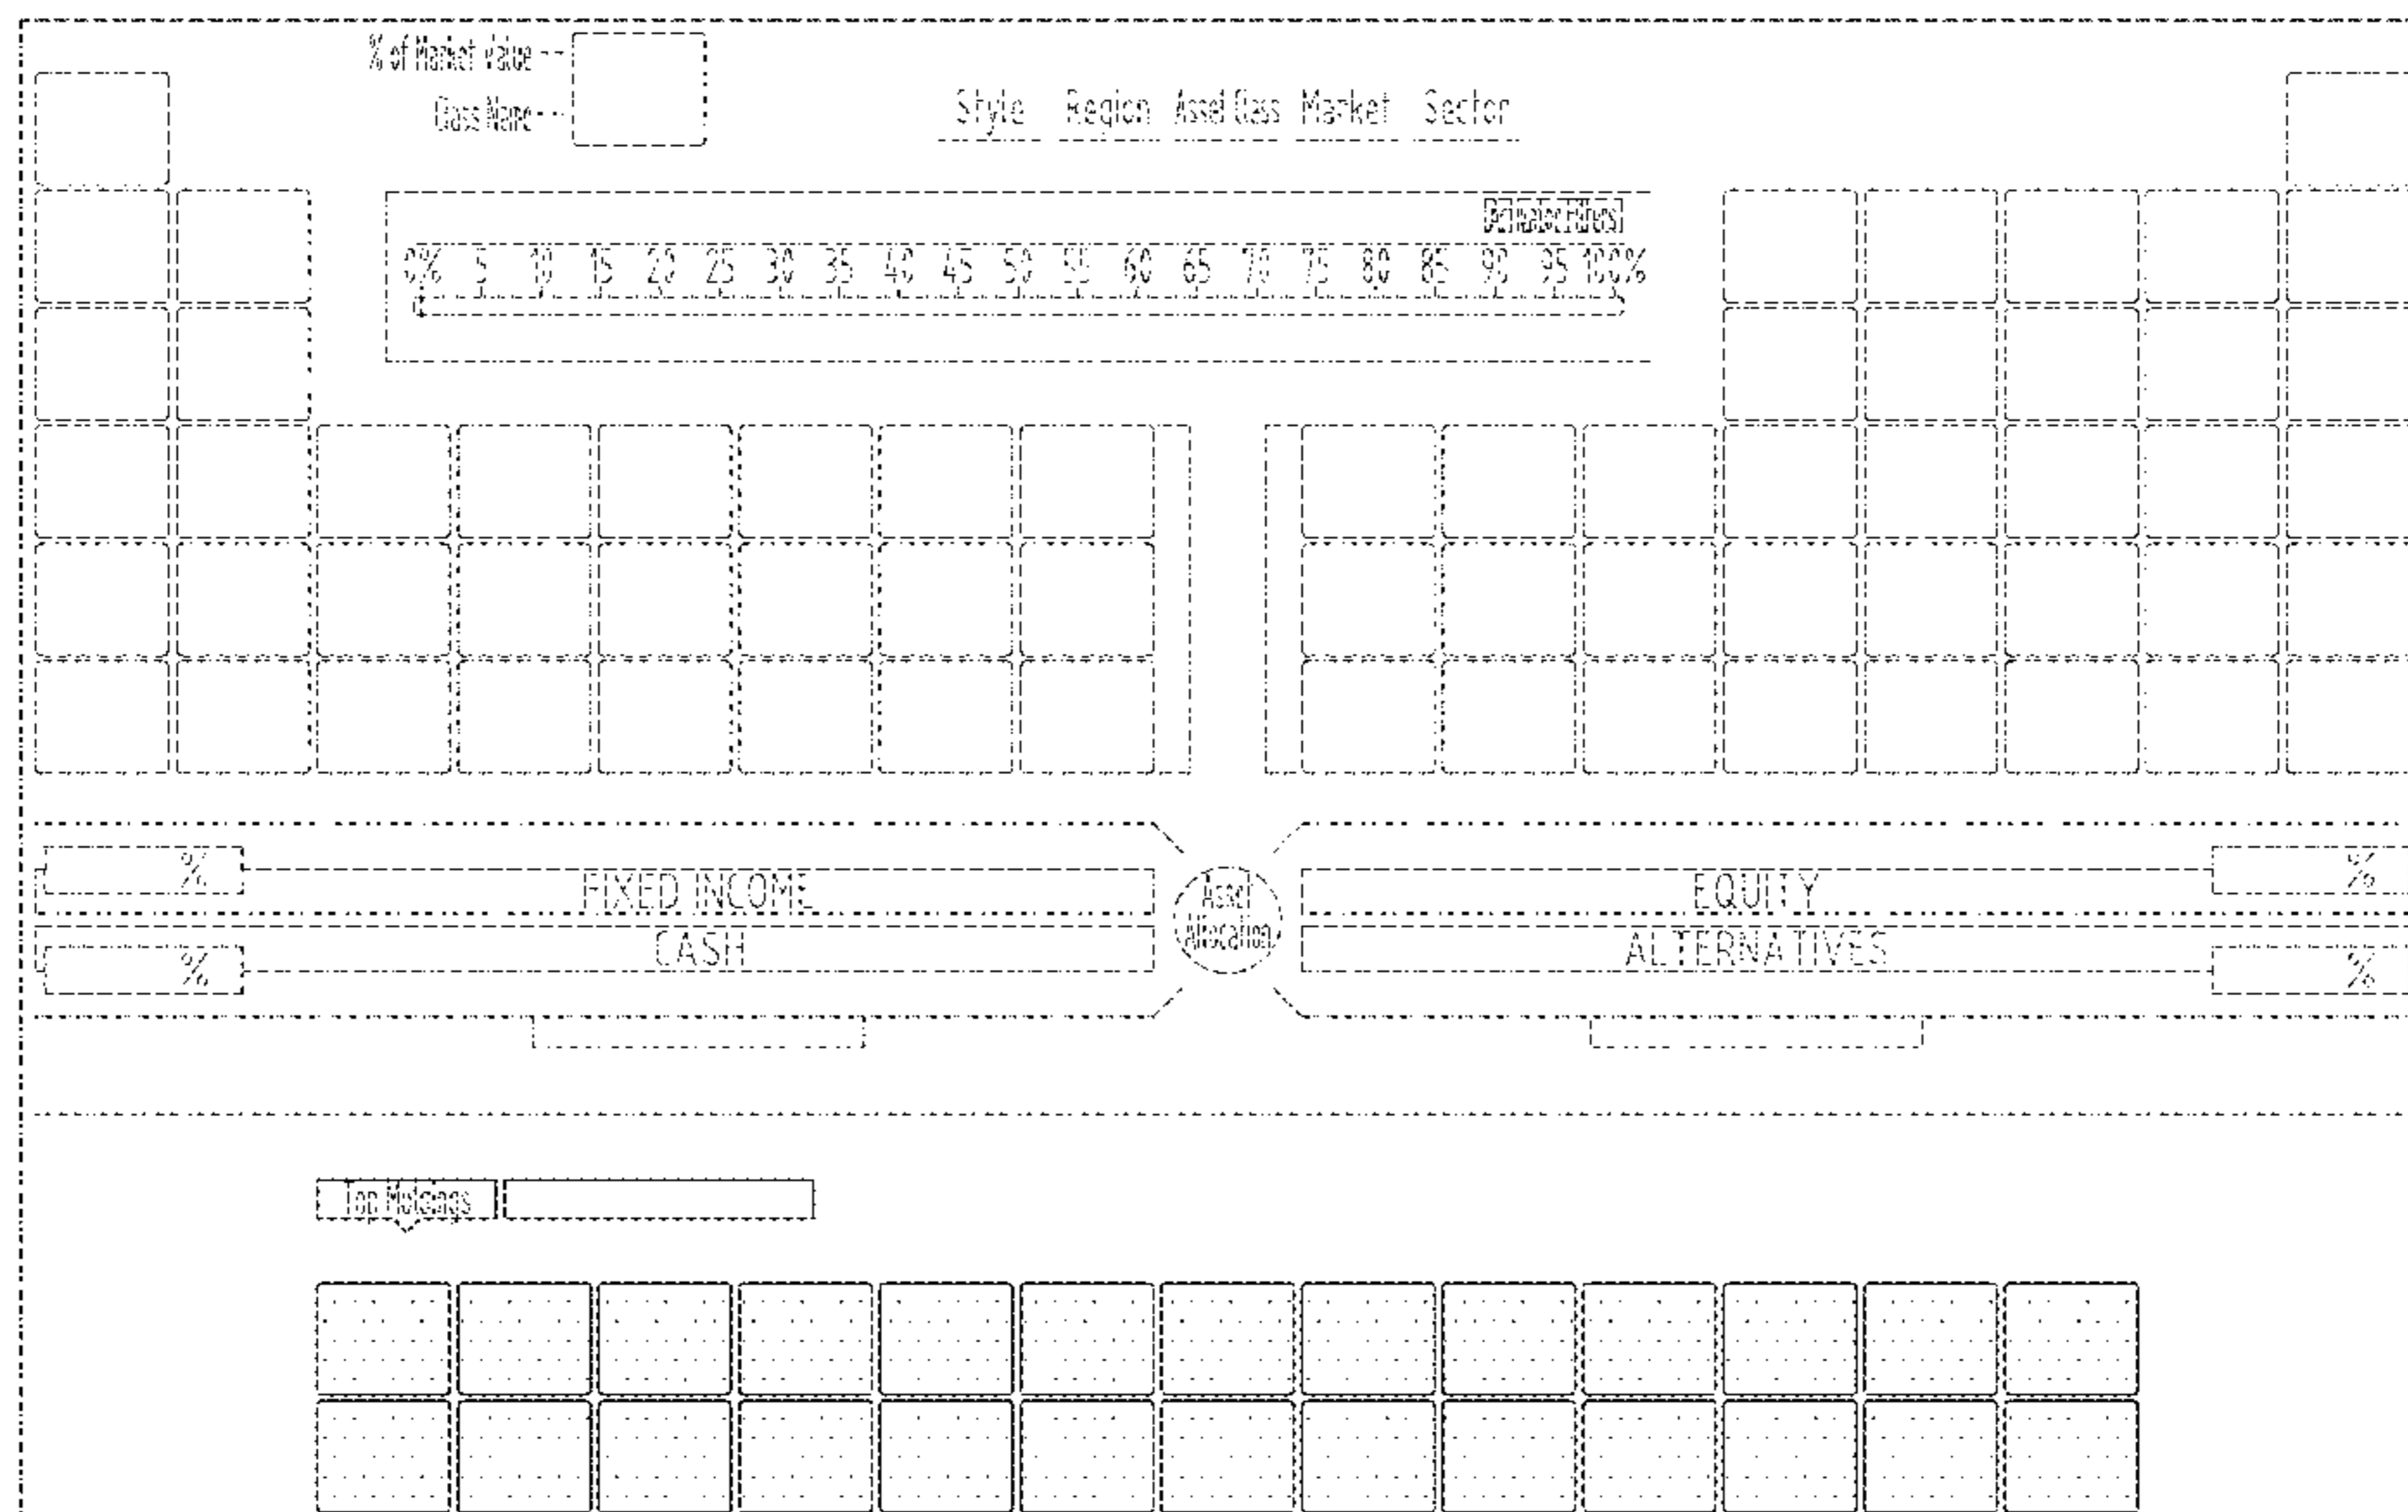 % of Market Value
Class Name
Style Region Asset Class Market Sector
0% 5 10 15 20 25 30 35 40 45 50 55 60 65 70 75 80 85 90 95 100%
% FIXED INCOME
% CASH
Asset
Allocation
EQUITY %
ALTERNATIVES %
Top Holdings